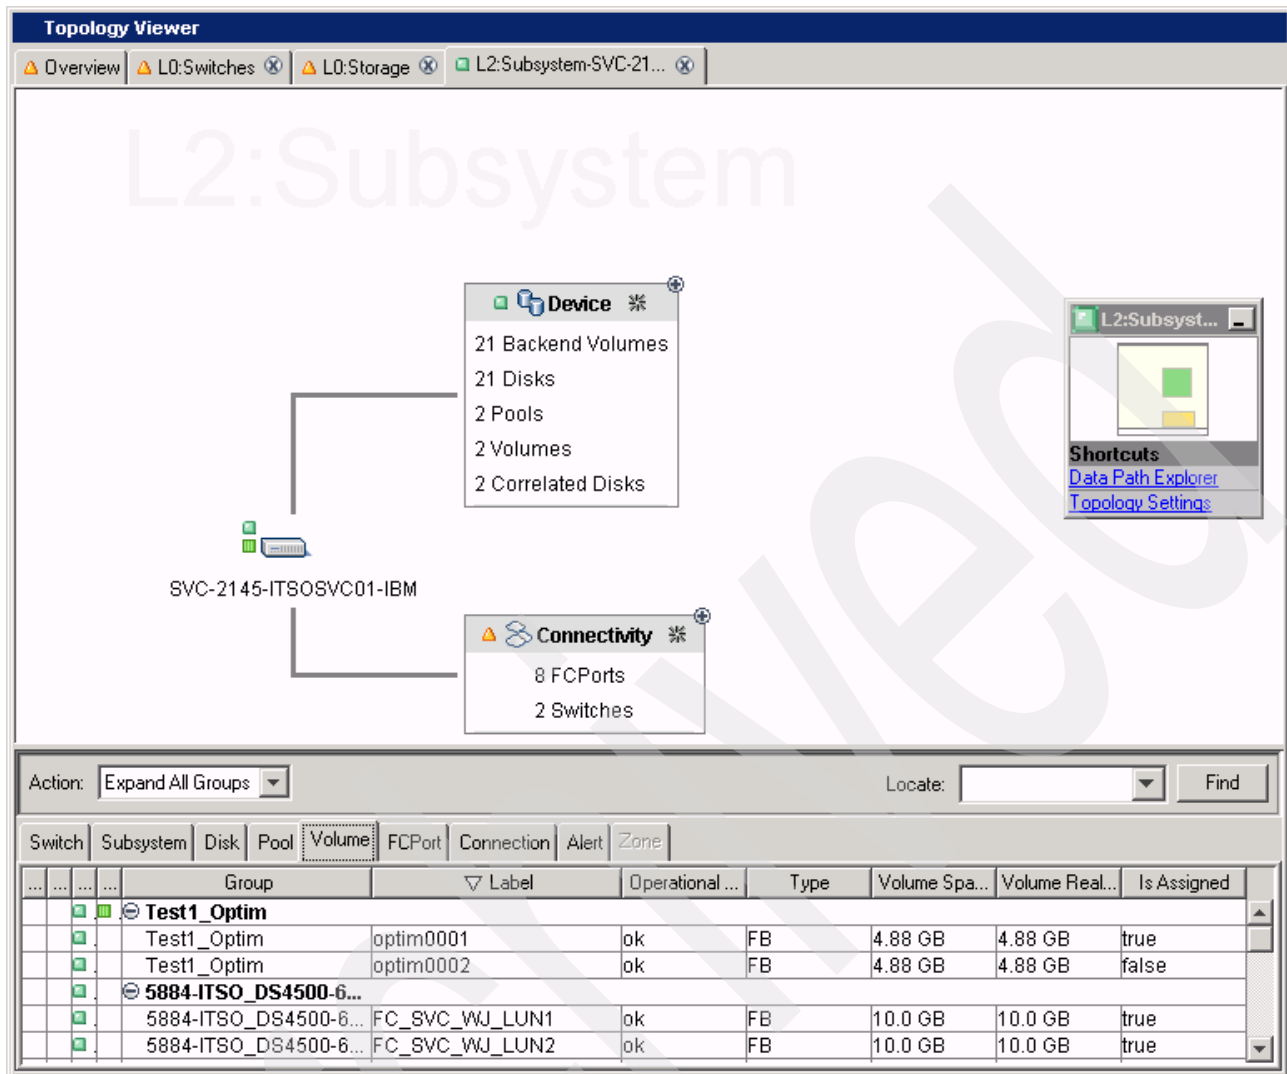 Topology Viewer
Overview L0:Switches L0:Storage L2:Subsystem-SVC-21...
L2:Subsystem
Device
21 Backend Volumes
21 Disks
2 Pools
2 Volumes
2 Correlated Disks
L2:Subsyst...
Shortcuts
Data Path Explorer
Topology Settings
SVC-2145-ITSOSVC01-IBM
Connectivity
8 FCPorts
2 Switches
Action: Expand All Groups Locate: Find
Switch Subsystem Disk Pool Volume FCPort Connection Alert Zone
... ... ... ... Group Label Operational ... Type Volume Spa... Volume Real... Is Assigned
Test1_Optim
Test1_Optim optim0001 ok FB 4.88 GB 4.88 GB true
Test1_Optim optim0002 ok FB 4.88 GB 4.88 GB false
5884-ITSO_DS4500-6...
5884-ITSO_DS4500-6... FC_SVC_WJ_LUN1 ok FB 10.0 GB 10.0 GB true
5884-ITSO_DS4500-6... FC_SVC_WJ_LUN2 ok FB 10.0 GB 10.0 GB true